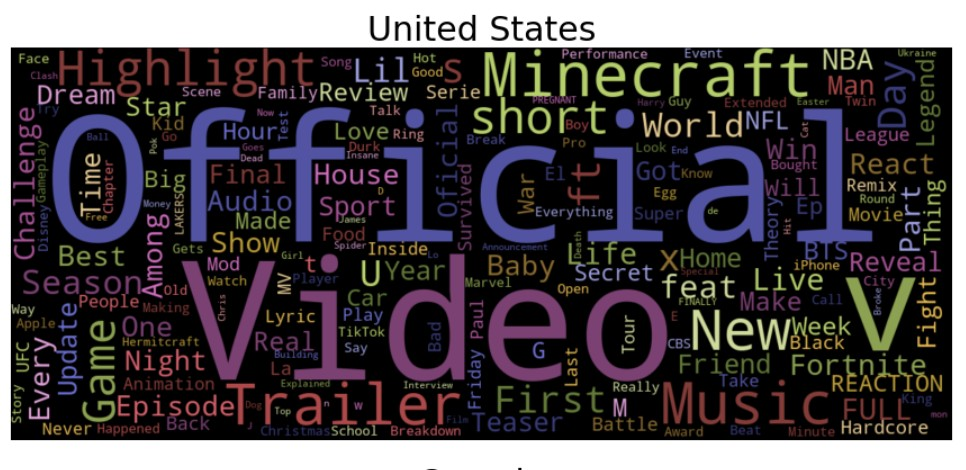 United States
Face Highlight Song Lil Hot Good S Minecraft Performance Event NBA Ukraine
Clash Dream Scene Family Review Serie Man Day Legend
Try Star Now Talk PREGNANT short Harry Guy Extended Easter Twin
Challenge Kid Go Hour Test Love Ring Official Break Boy World NFL Cat League
Official
Ball Pok Goes Dead Insane Durk Pro Look End Win Bought React
Gameplay Time Chapter Big Final House D Survived War El ft Got Know Will Remix
Disney Free Money LAKERS Audio Sport James Everything Egg Super de Theory Hit Ep Round Movie Part Thing
Among Made Food Spider Announcement
Best Gets Show Girl Inside Lo Death Life X Home BTS iPhone Reveal
Season Mod Watch MV t Player U Year Marvel Baby Secret Special Live City
Old Chris Car Open feat FINALLY Make Call Broke V Fight
Video
Way People Making Lyric Play Paul Tour E New Week
Apple Update One Real TikTok Bad G CBS Black
UFC Hermitcraft Building Say Last
Every Game Night La Friday Friend Fortnite
Story Animation Explained Interview Really Take REACTION
Episode Trailer Dog Top n w First M Music FULL King mon
Never Happened Back J Christmas School Breakdown Film Teaser Battle Award Beat Minute Hardcore